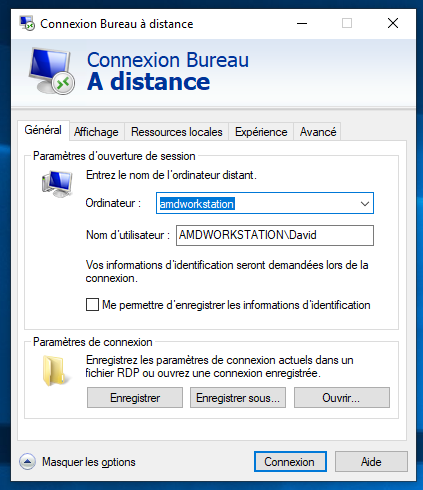 Connexion Bureau à distance
Connexion Bureau
A distance
Général Affichage Ressources locales Expérience Avancé
Paramètres d'ouverture de session
Entrez le nom de l'ordinateur distant.
Ordinateur : amdworkstation
Nom d'utilisateur : AMDWORKSTATION\David
Vos informations d'identification seront demandées lors de la
connexion.
Me permettre d'enregistrer les informations d'identification
Paramètres de connexion
Enregistrez les paramètres de connexion actuels dans un
fichier RDP ou ouvrez une connexion enregistrée.
Enregistrer Enregistrer sous... Ouvrir...
Masquer les options Connexion Aide